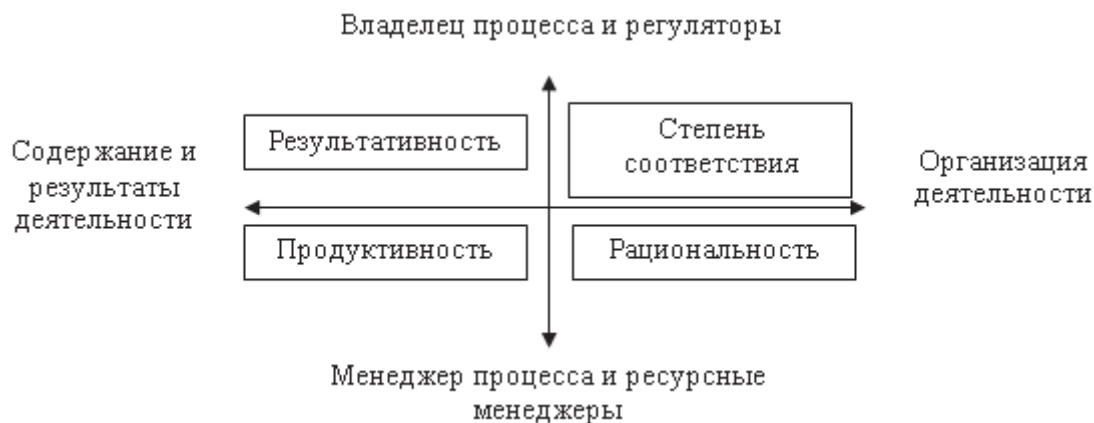 Владелец процесса и регуляторы
Результативность
Степень
соответствия
Содержание и
результаты
деятельности
Организация
деятельности
Продуктивность
Рациональность
Менеджер процесса и ресурсные
менеджеры